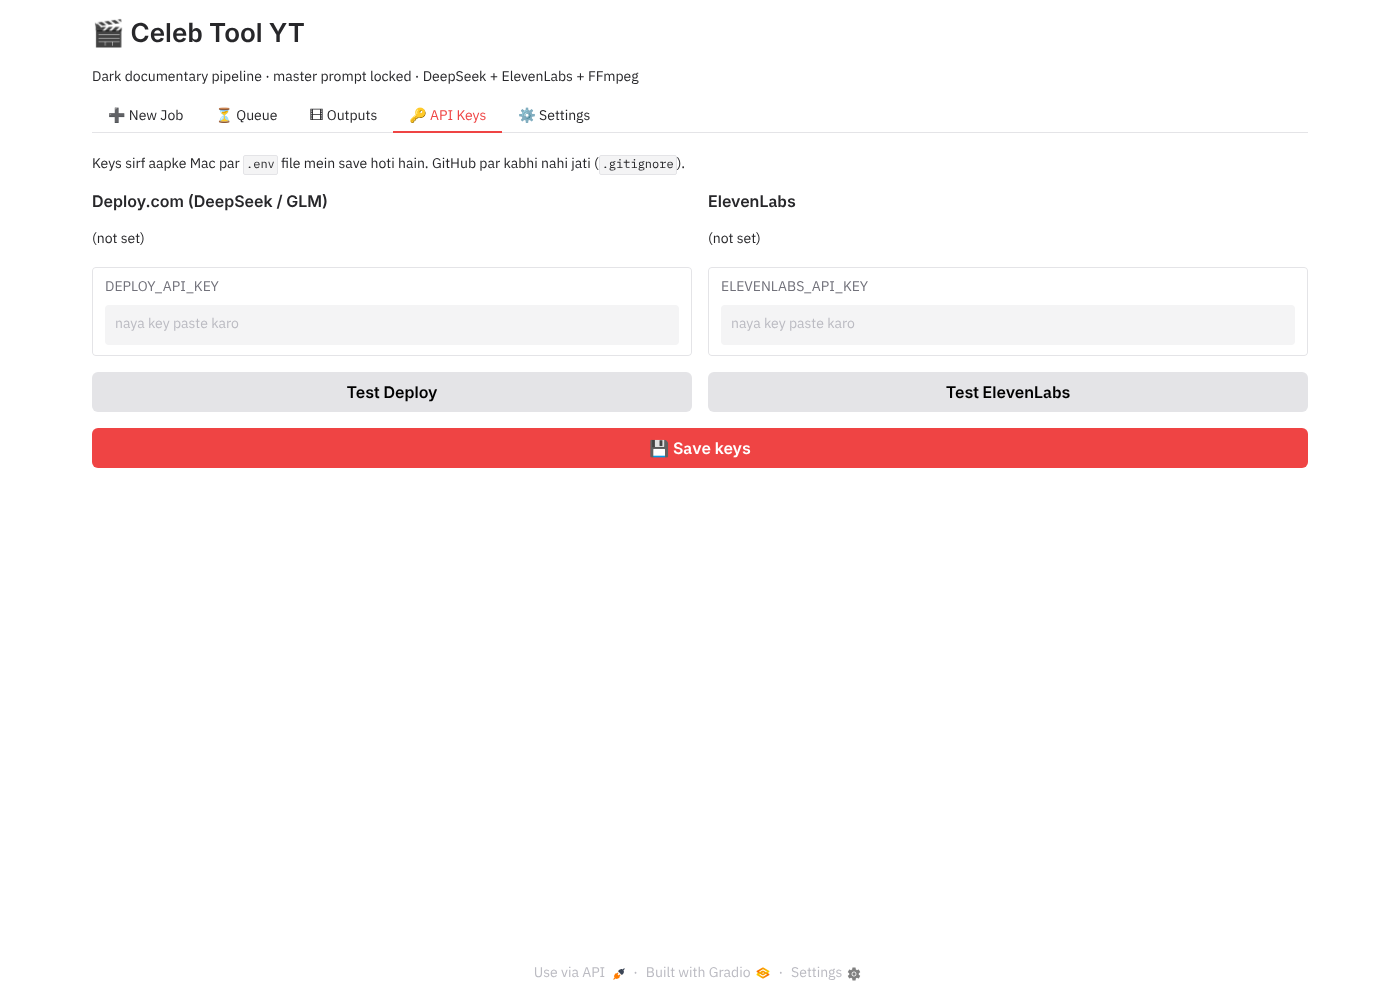 🎬 Celeb Tool YT
Dark documentary pipeline · master prompt locked · DeepSeek + ElevenLabs + FFmpeg
➕ New Job ⏳ Queue 🎞 Outputs 🔑 API Keys ⚙️ Settings
Keys sirf aapke Mac par .env file mein save hoti hain. GitHub par kabhi nahi jati (.gitignore).
Deploy.com (DeepSeek / GLM)
(not set)
DEPLOY_API_KEY
naya key paste karo
Test Deploy
ElevenLabs
(not set)
ELEVENLABS_API_KEY
naya key paste karo
Test ElevenLabs
💾 Save keys
Use via API 🚀 · Built with Gradio · Settings ⚙️